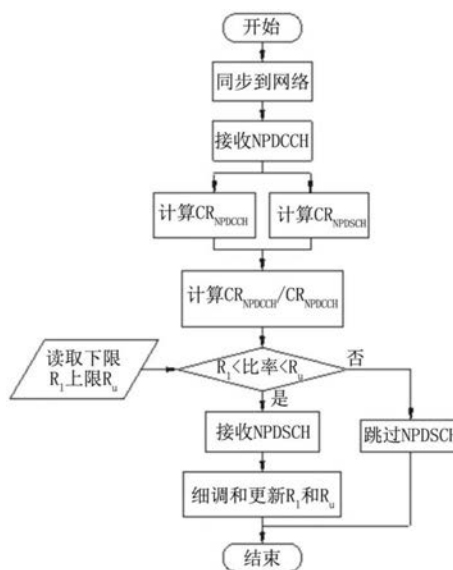 开始
同步到网络
接收NPDCCH
计算CR_NPDCCH
计算CR_NPDSCH
计算CR_NPDCCH/CR_NPDCCH
读取下限
R_l上限R_u
R_l<比率<R_u
否
是
接收NPDSCH
跳过NPDSCH
细调和更新R_l和R_u
结束